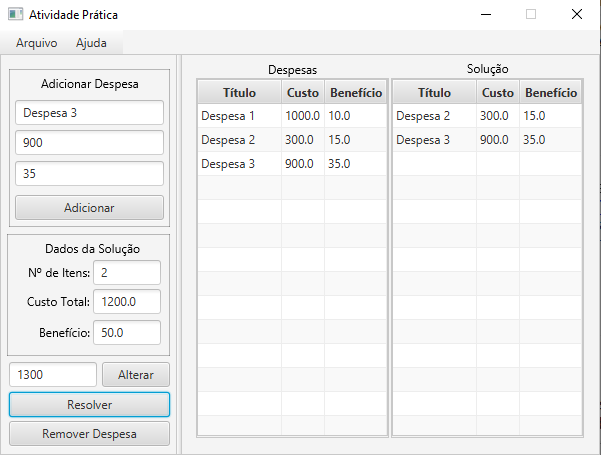 Atividade Prática
Arquivo Ajuda
Adicionar Despesa
Despesa 3
900
35
Adicionar
Dados da Solução
Nº de Itens: 2
Custo Total: 1200.0
Benefício: 50.0
1300 Alterar
Resolver
Remover Despesa
Despesas
Título Custo Benefício
Despesa 1 1000.0 10.0
Despesa 2 300.0 15.0
Despesa 3 900.0 35.0
Solução
Título Custo Benefício
Despesa 2 300.0 15.0
Despesa 3 900.0 35.0